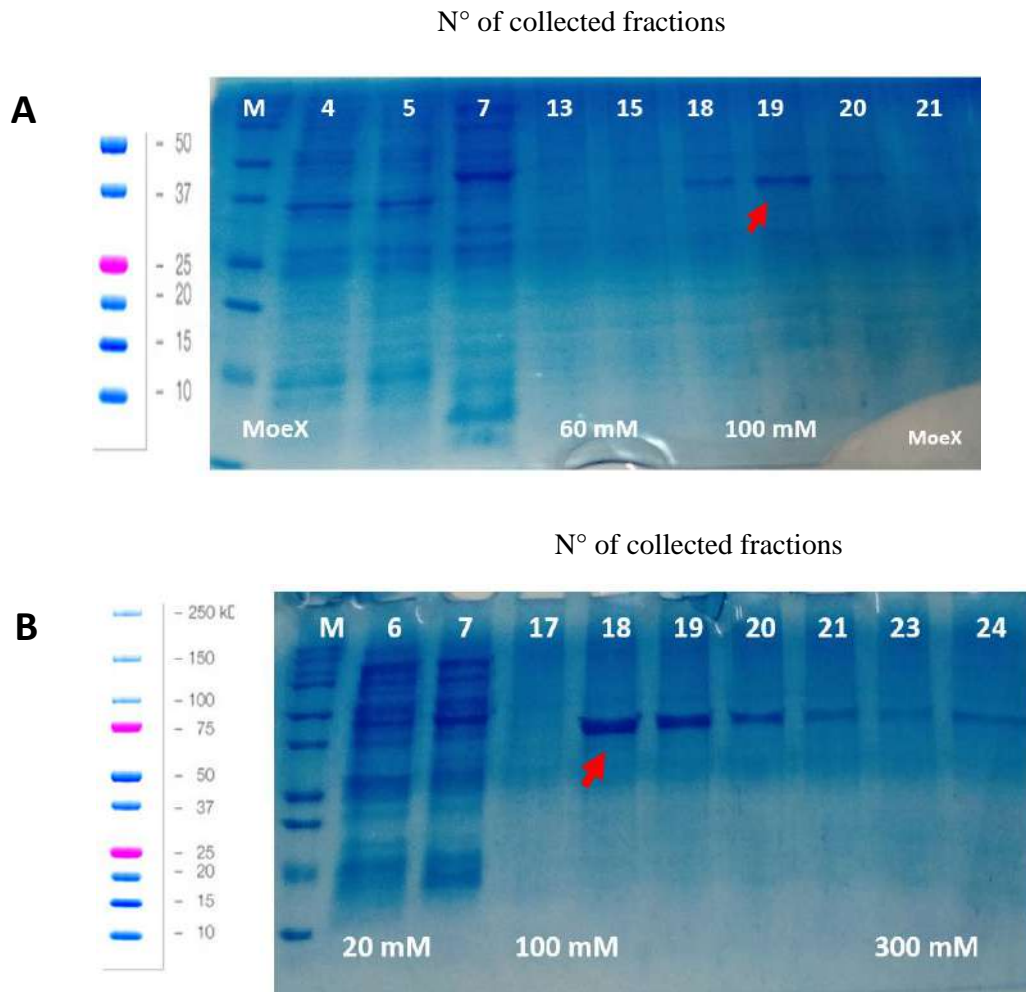 N° of collected fractions
A
M 4 5 7 13 15 18 19 20 21
- 50
- 37
- 25
- 20
- 15
- 10
MoeX 60 mM 100 mM MoeX
N° of collected fractions
B
M 6 7 17 18 19 20 21 23 24
- 250 kD
- 150
- 100
- 75
- 50
- 37
- 25
- 20
- 15
- 10
20 mM 100 mM 300 mM